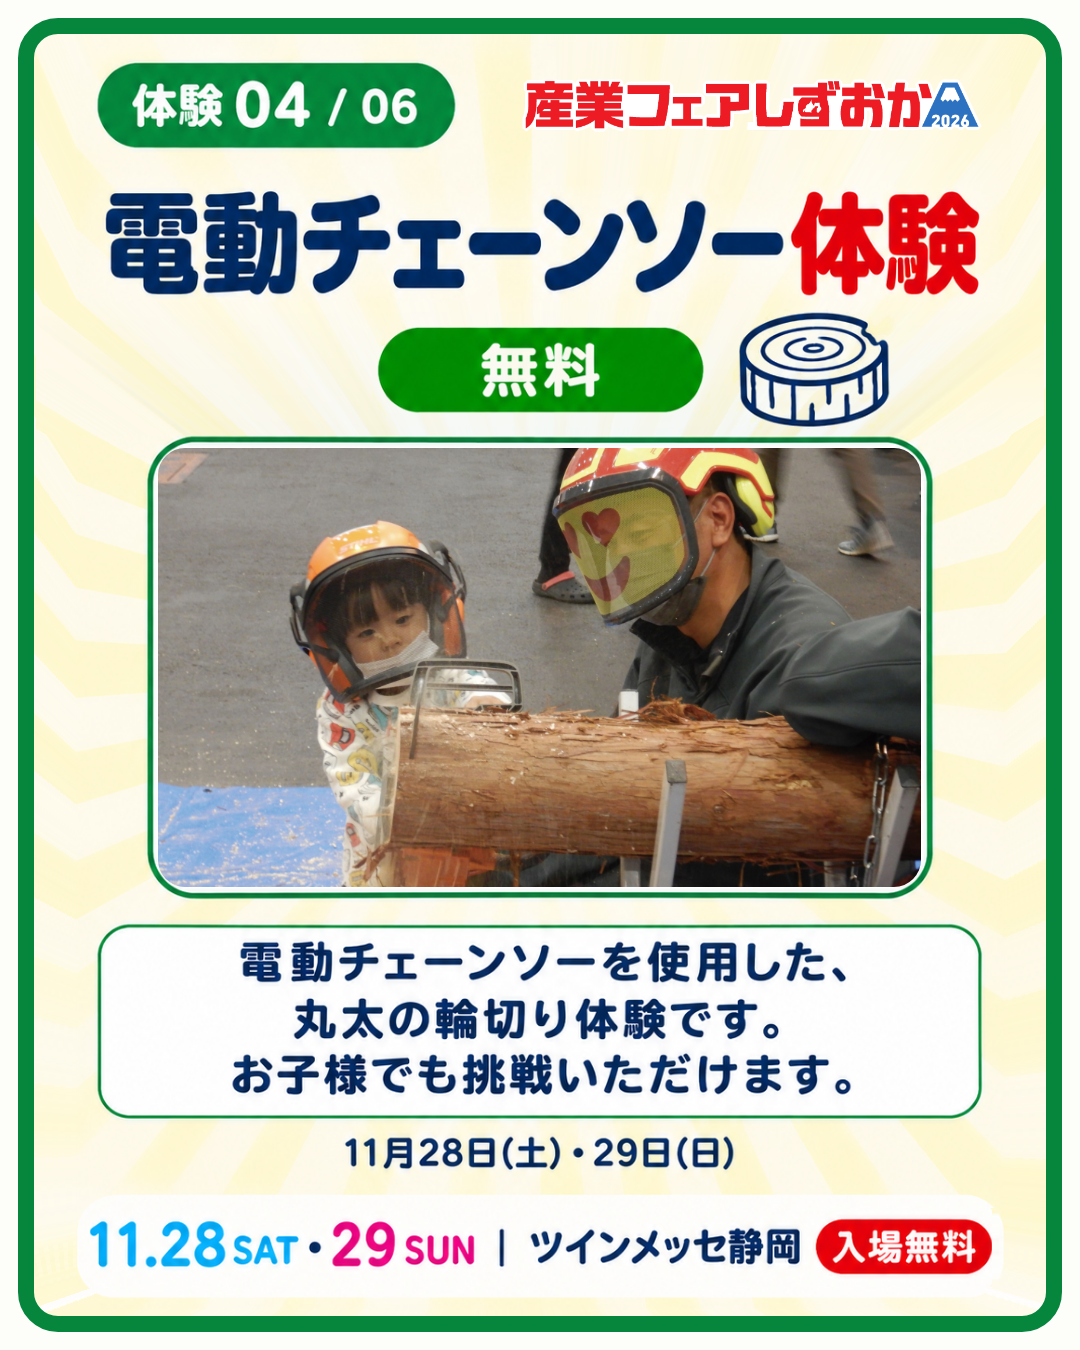 体験 04 / 06
産業フェアしずおか 2026
電動チェーンソー体験
無料
STIHL
電動チェーンソーを使用した、
丸太の輪切り体験です。
お子様でも挑戦いただけます。
11月28日(土)・29日(日)
11.28 SAT・29 SUN | ツインメッセ静岡 入場無料